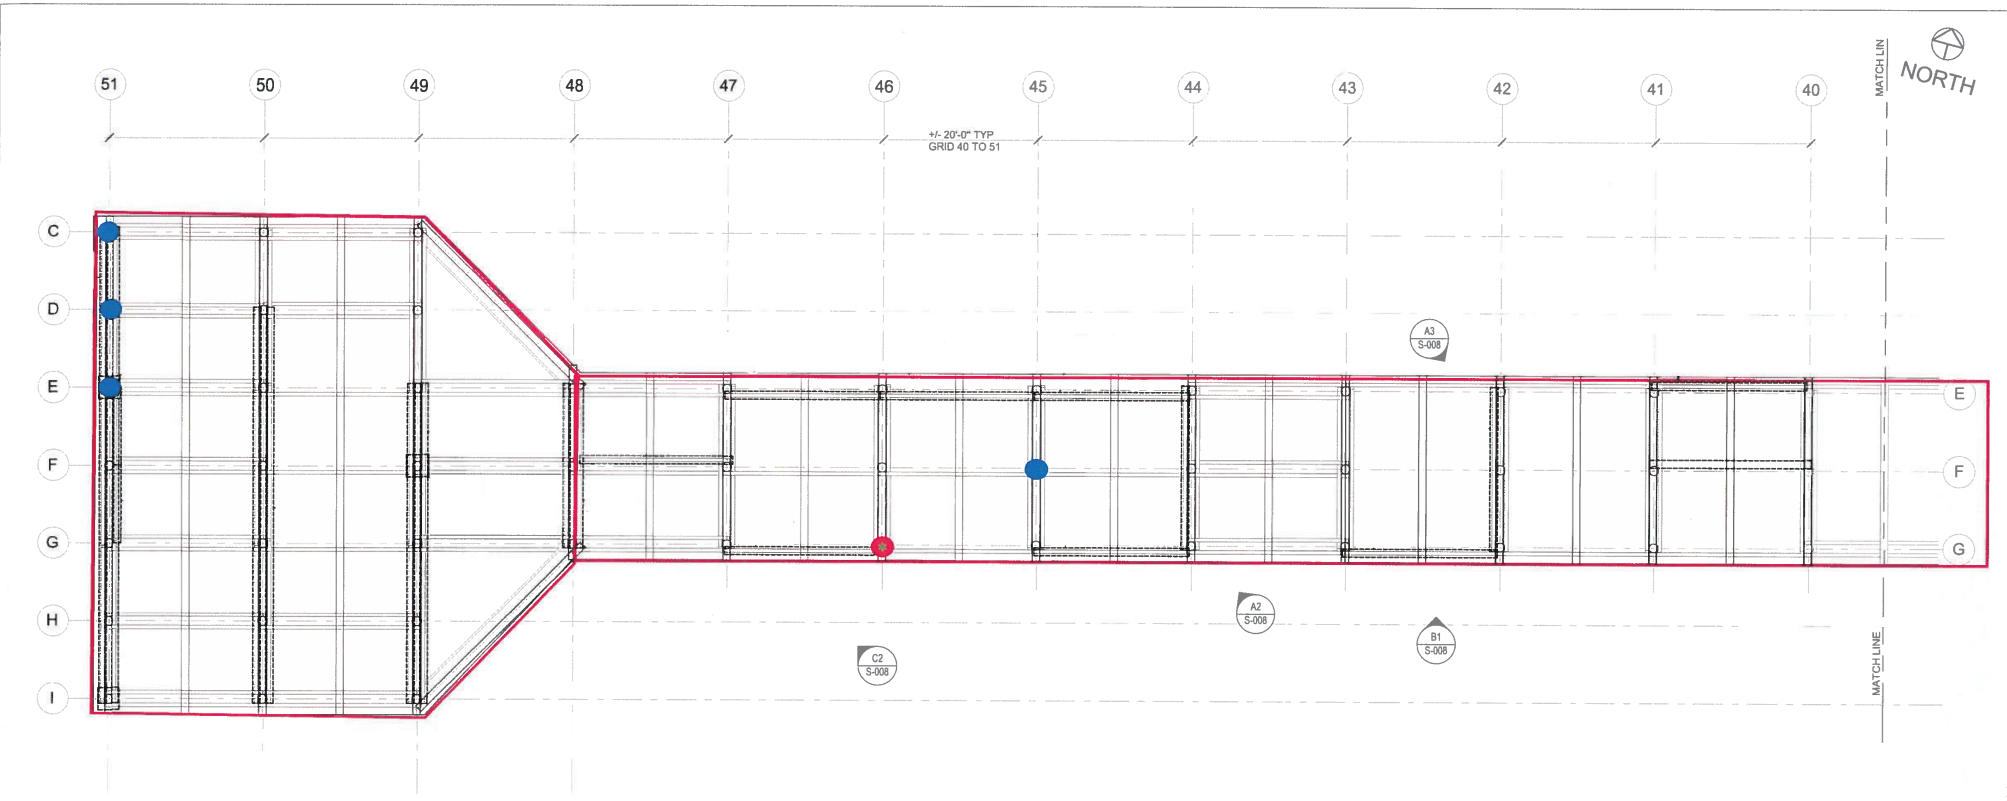 51 50 49 48 47 46 45 44 43 42 41 40
MATCH LIN
NORTH
+/- 20'-0" TYP
GRID 40 TO 51
C
D
E
E
F
F
G
G
H
I
A3
S-008
A2
S-008
B1
S-008
C2
S-008
MATCH LINE